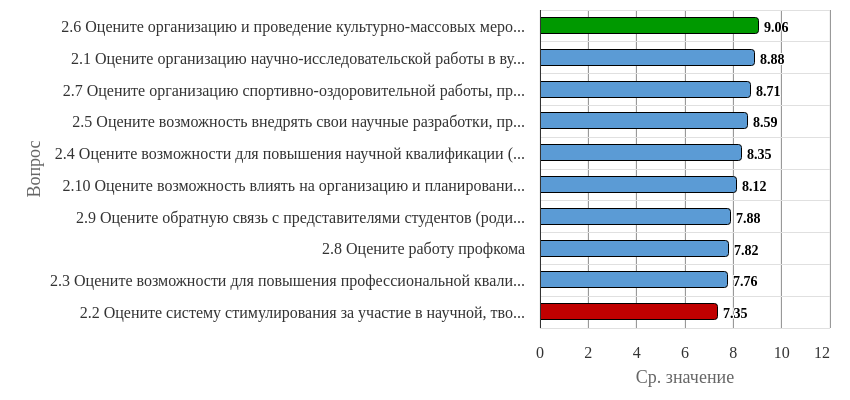 2.6 Оцените организацию и проведение культурно-массовых меро... 9.06
2.1 Оцените организацию научно-исследовательской работы в ву... 8.88
2.7 Оцените организацию спортивно-оздоровительной работы, пр... 8.71
2.5 Оцените возможность внедрять свои научные разработки, пр... 8.59
2.4 Оцените возможности для повышения научной квалификации (... 8.35
2.10 Оцените возможность влиять на организацию и планировани... 8.12
2.9 Оцените обратную связь с представителями студентов (роди... 7.88
2.8 Оцените работу профкома 7.82
2.3 Оцените возможности для повышения профессиональной квали... 7.76
2.2 Оцените систему стимулирования за участие в научной, тво... 7.35
Вопрос
0 2 4 6 8 10 12
Ср. значение